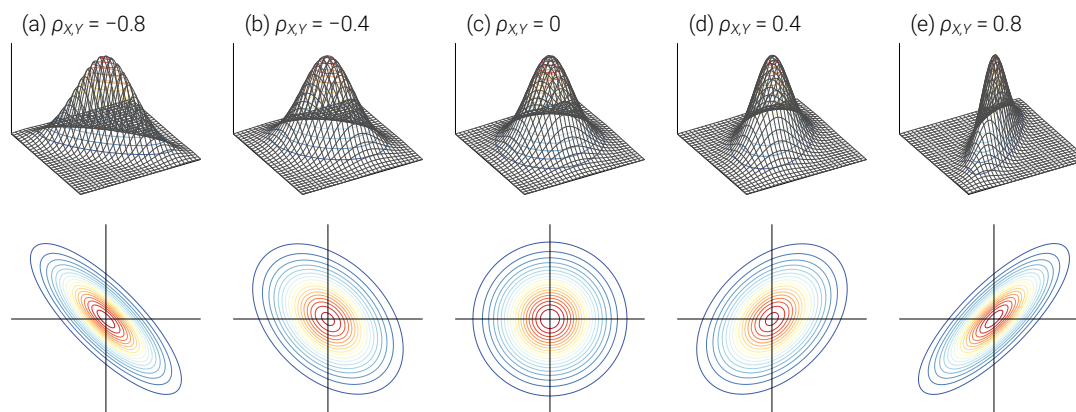 (a) ρX,Y = −0.8
(b) ρX,Y = −0.4
(c) ρX,Y = 0
(d) ρX,Y = 0.4
(e) ρX,Y = 0.8